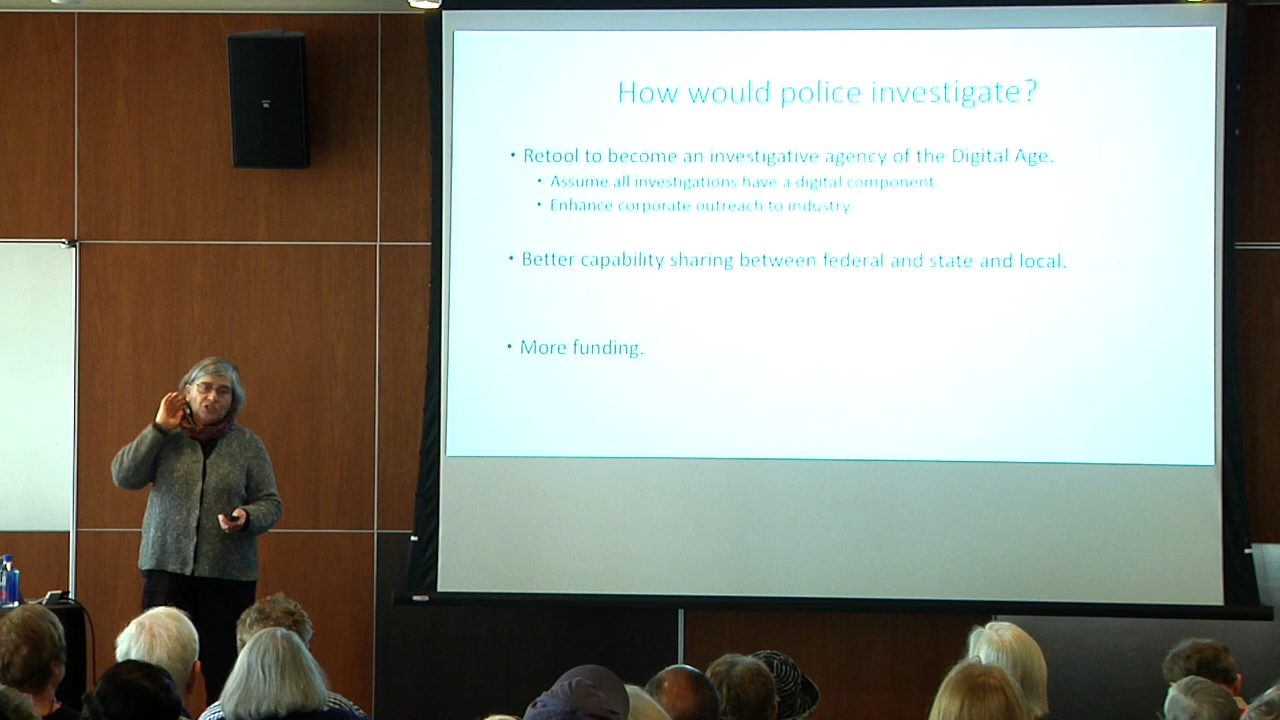 How would police investigate?
• Retool to become an investigative agency of the Digital Age.
• Assume all investigations have a digital component.
• Enhance corporate outreach to industry
• Better capability sharing between federal and state and local.
• More funding.